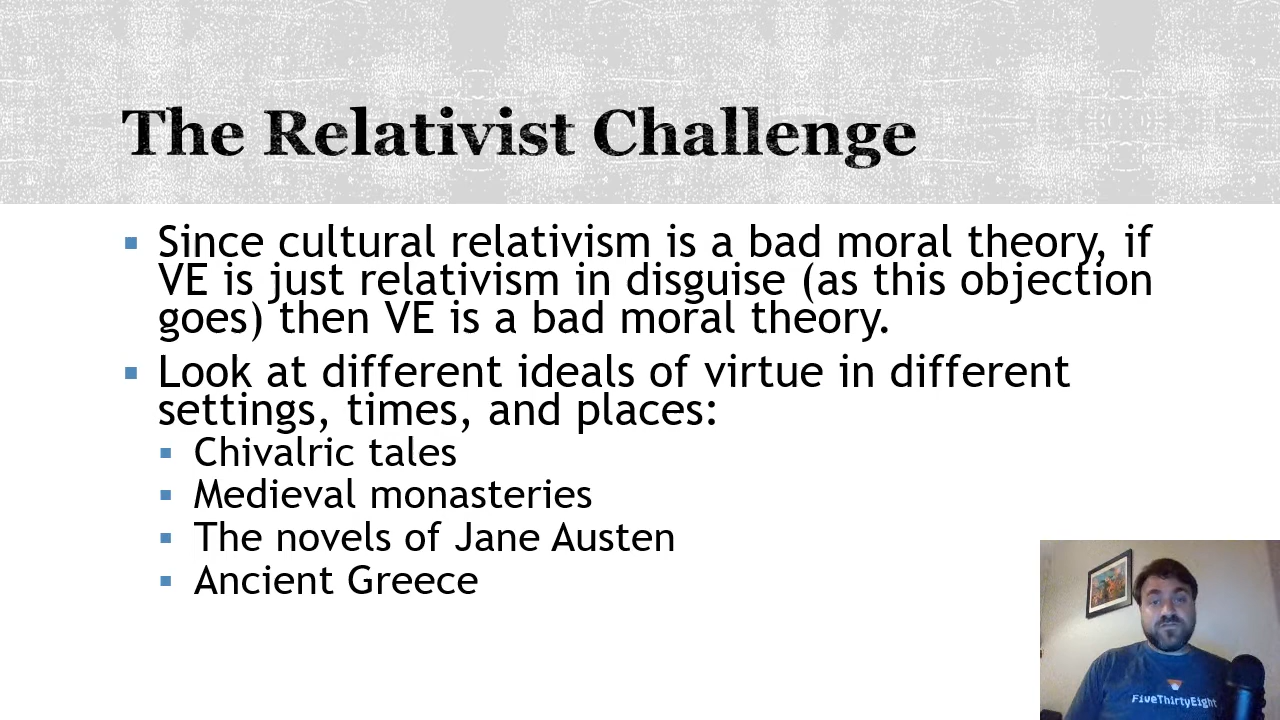 The Relativist Challenge
Since cultural relativism is a bad moral theory, if
VE is just relativism in disguise (as this objection
goes) then VE is a bad moral theory.
Look at different ideals of virtue in different
settings, times, and places:
Chivalric tales
Medieval monasteries
The novels of Jane Austen
Ancient Greece
FiveThirtyEight